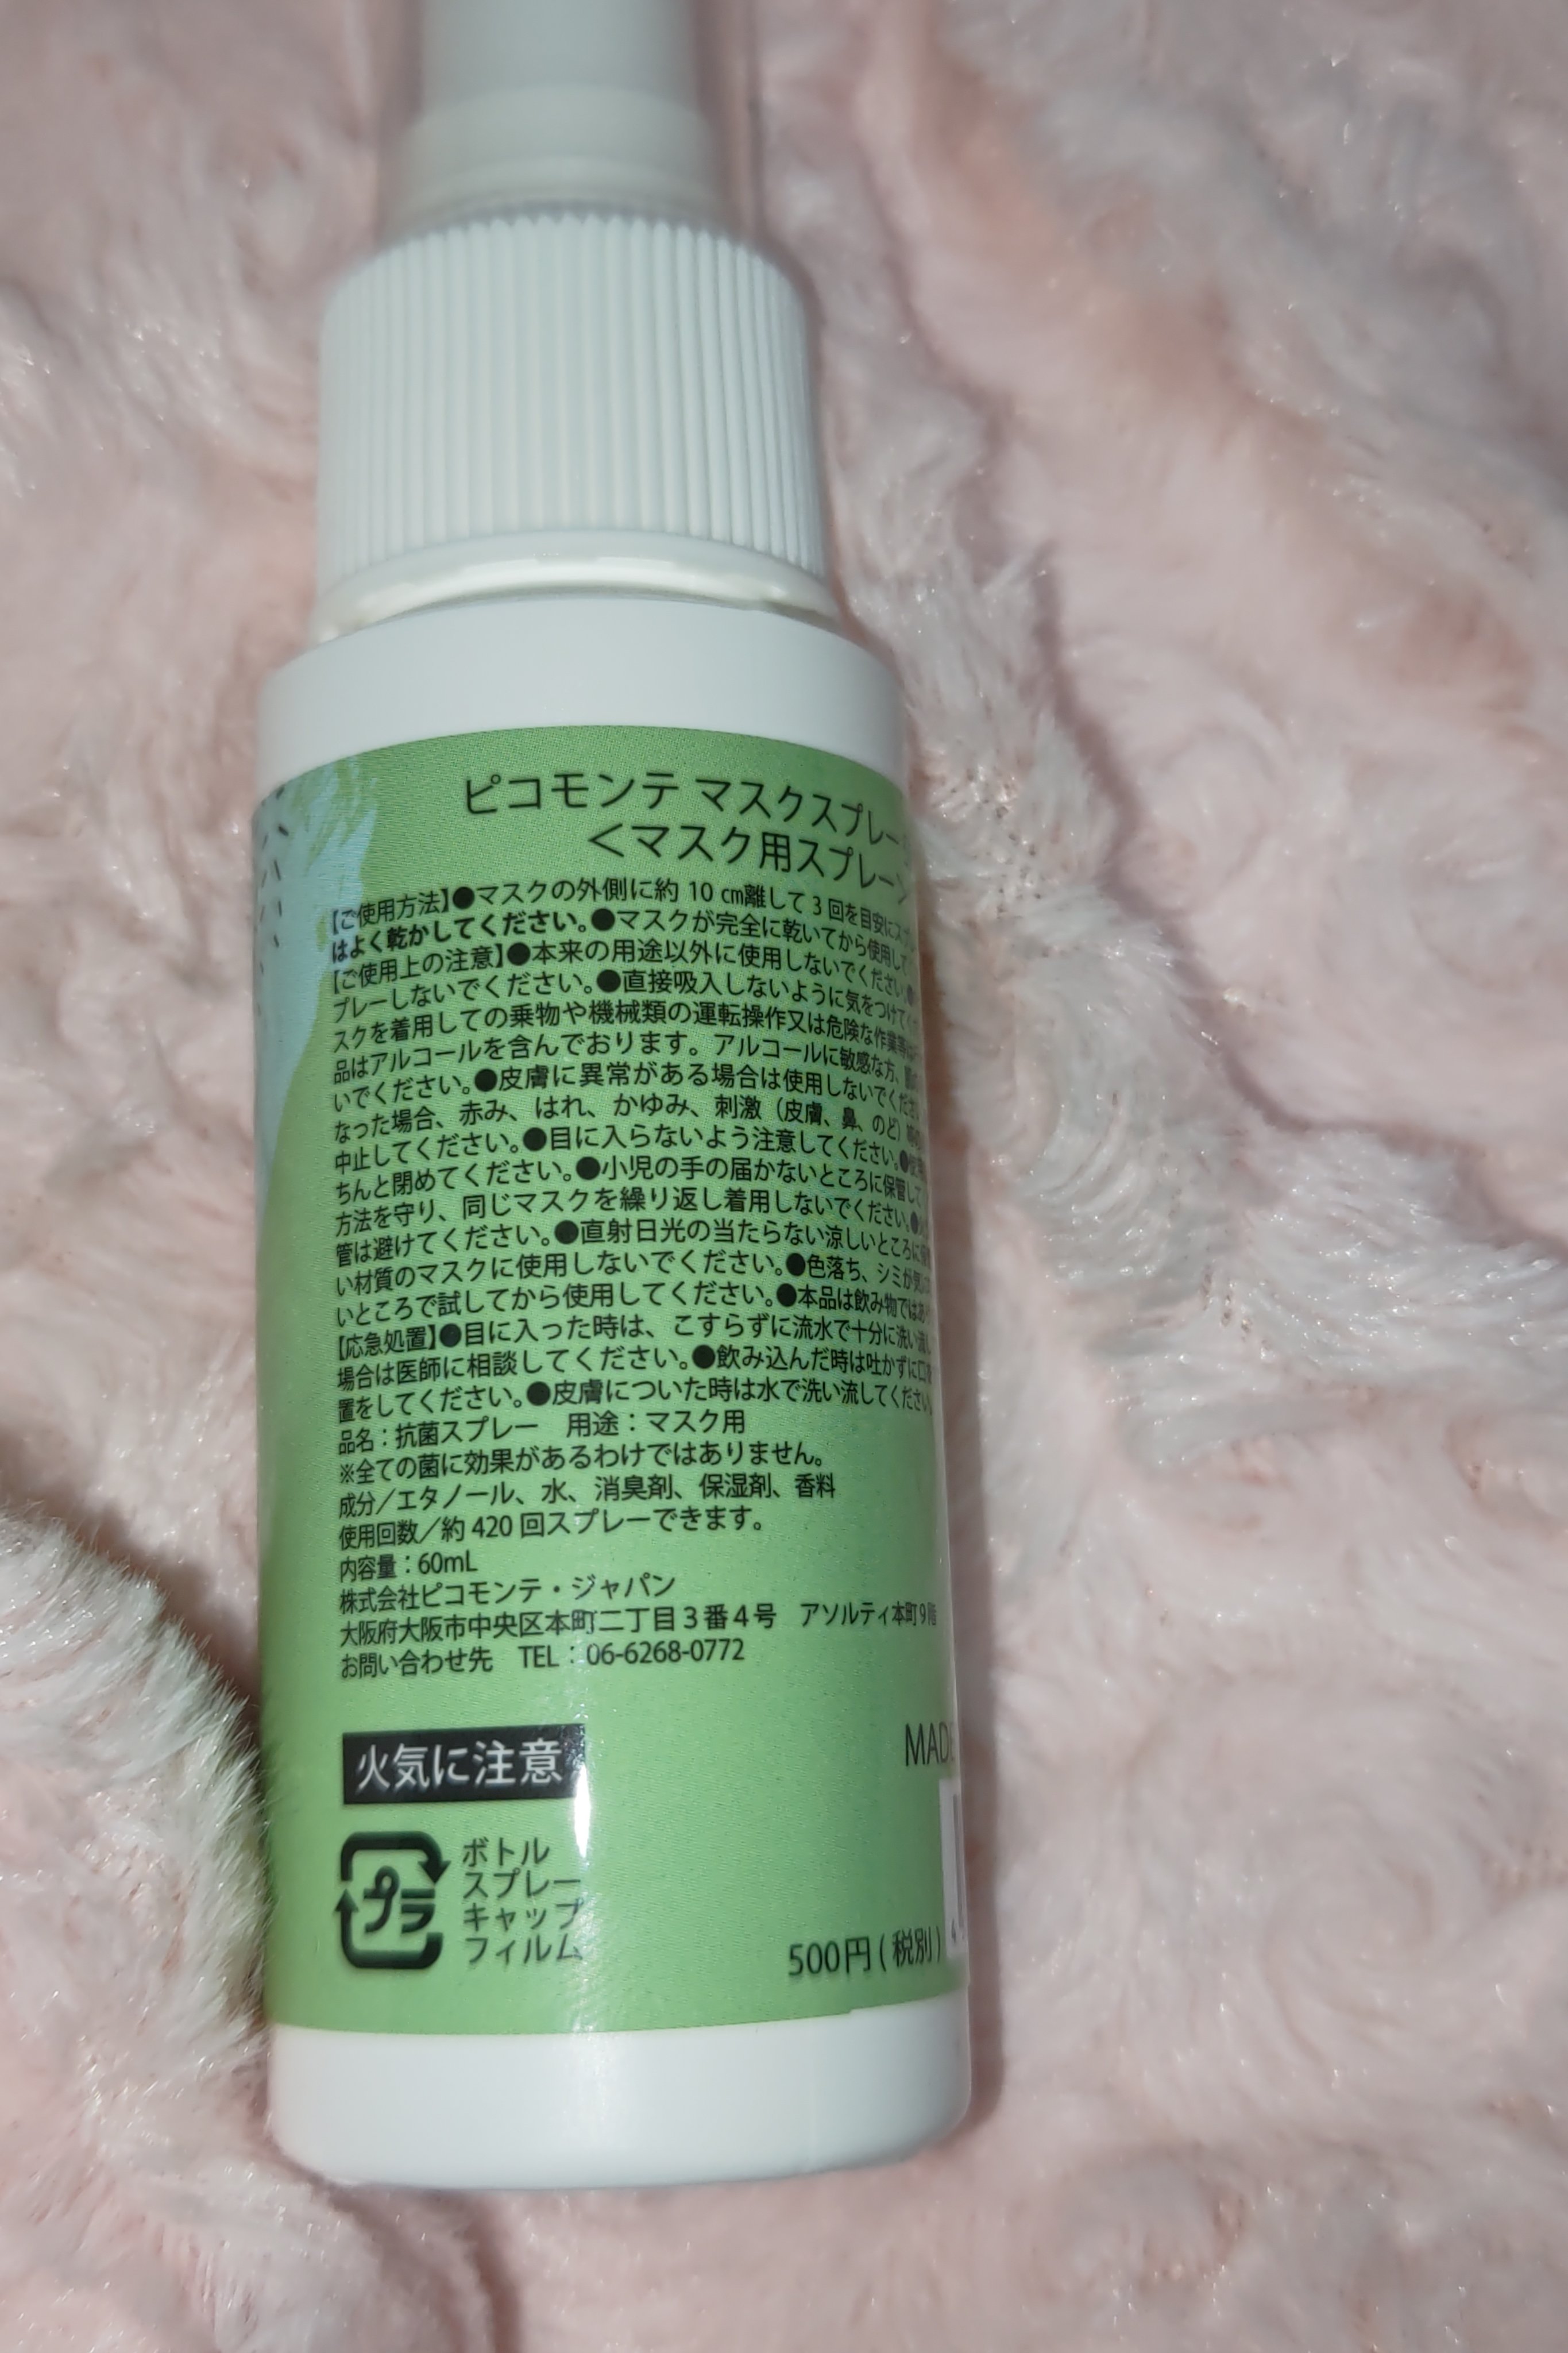 ピコモンテ マスクスプレー
＜マスク用スプレー＞
【ご使用方法】●マスクの外側に約 10 ㎝離して 3 回を目安にス
はよく乾かしてください。●マスクが完全に乾いてから使用して
【ご使用上の注意】●本来の用途以外に使用しないでください。●
プレーしないでください。●直接吸入しないように気をつけて
スクを着用しての乗物や機械類の運転操作又は危険な作業等
品はアルコールを含んでおります。アルコールに敏感な方、
いでください。●皮膚に異常がある場合は使用しないでくださ
なった場合、赤み、はれ、かゆみ、刺激（皮膚、鼻、のど）
中止してください。●目に入らないよう注意してください。●
ちんと閉めてください。●小児の手の届かないところに保管して
方法を守り、同じマスクを繰り返し着用しないでください。●
管は避けてください。●直射日光の当たらない涼しいところに
い材質のマスクに使用しないでください。●色落ち、シミが
いところで試してから使用してください。●本品は飲み物では
【応急処置】●目に入った時は、こすらずに流水で十分に洗い
場合は医師に相談してください。●飲み込んだ時は吐かずに口
置をしてください。●皮膚についた時は水で洗い流してください。
品名：抗菌スプレー　用途：マスク用
※全ての菌に効果があるわけではありません。
成分／エタノール、水、消臭剤、保湿剤、香料
使用回数／約 420 回スプレーできます。
内容量：60mL
株式会社ピコモンテ・ジャパン
大阪府大阪市中央区本町二丁目３番４号　アソルティ本町９階
お問い合わせ先　TEL：06-6268-0772
MADE
火気に注意
プラ
ボトル
スプレー
キャップ
フィルム
500円 ( 税別 )
4